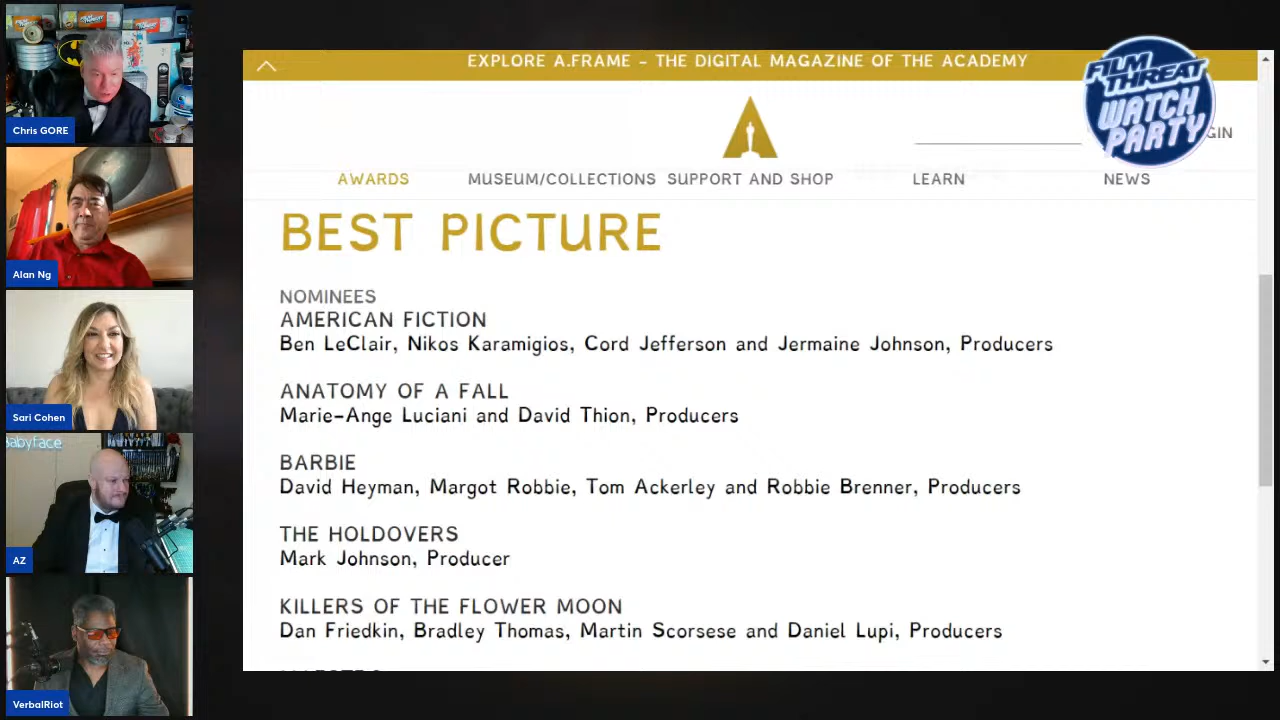 Chris GORE
Alan Ng
Sari Cohen
Babyface
AZ
VerbalRiot
EXPLORE A.FRAME - THE DIGITAL MAGAZINE OF THE ACADEMY
FILM
THREAT
WATCH
PARTY
GIN
AWARDS MUSEUM/COLLECTIONS SUPPORT AND SHOP LEARN NEWS
BEST PICTURE
NOMINEES
AMERICAN FICTION
Ben LeClair, Nikos Karamigios, Cord Jefferson and Jermaine Johnson, Producers
ANATOMY OF A FALL
Marie-Ange Luciani and David Thion, Producers
BARBIE
David Heyman, Margot Robbie, Tom Ackerley and Robbie Brenner, Producers
THE HOLDOVERS
Mark Johnson, Producer
KILLERS OF THE FLOWER MOON
Dan Friedkin, Bradley Thomas, Martin Scorsese and Daniel Lupi, Producers